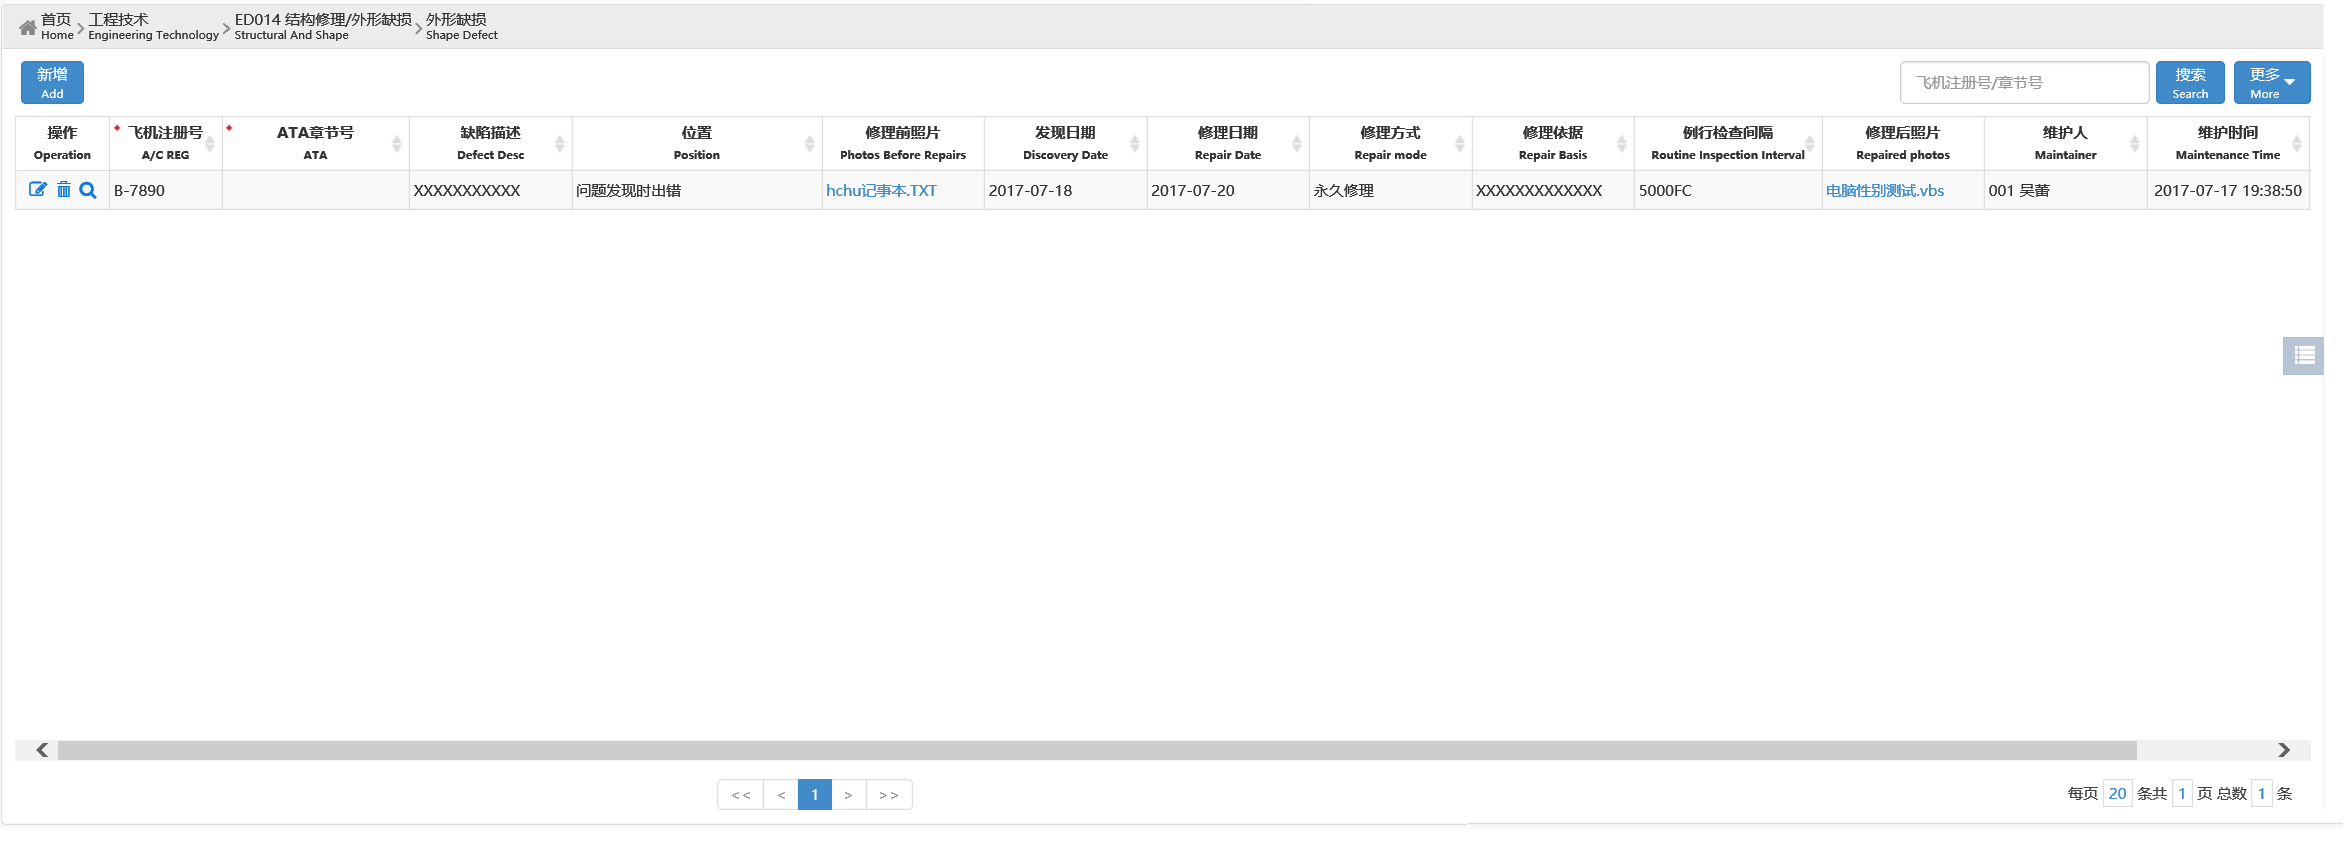 首页 工程技术 ED014 结构修理/外形缺损 外形缺损
Home Engineering Technology Structural And Shape Shape Defect
新增
Add
飞机注册号/章节号
搜索
Search
更多
More
操作 飞机注册号 ATA章节号 缺陷描述 位置 修理前照片 发现日期 修理日期 修理方式 修理依据 例行检查间隔 修理后照片 维护人 维护时间
Operation A/C REG ATA Defect Desc Position Photos Before Repairs Discovery Date Repair Date Repair mode Repair Basis Routine Inspection Interval Repaired photos Maintainer Maintenance Time
B-7890 XXXXXXXXXXX 问题发现时出错 hchu记事本.TXT 2017-07-18 2017-07-20 永久修理 XXXXXXXXXXXXX 5000FC 电脑性别测试.vbs 001 吴蕾 2017-07-17 19:38:50
<< < 1 > >>
每页 20 条共 1 页 总数 1 条